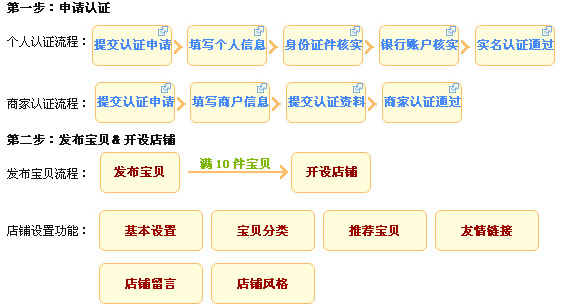 第一步：申请认证
个人认证流程：
提交认证申请
填写个人信息
身份证件核实
银行账户核实
实名认证通过
商家认证流程：
提交认证申请
填写商户信息
提交认证资料
商家认证通过
第二步：发布宝贝&开设店铺
发布宝贝流程：
发布宝贝
满10件宝贝
开设店铺
店铺设置功能：
基本设置
宝贝分类
推荐宝贝
友情链接
店铺留言
店铺风格